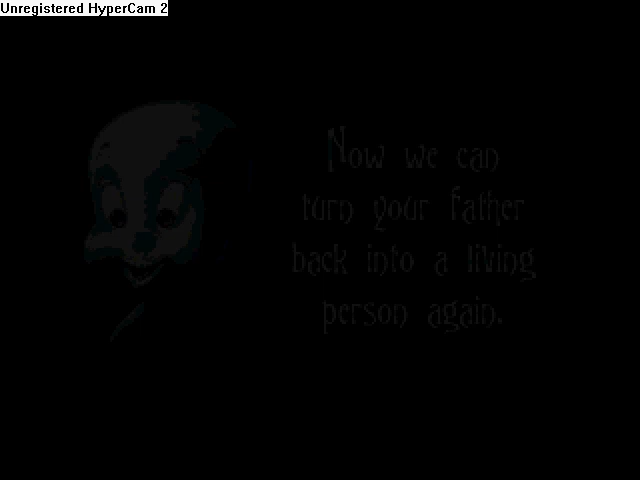 Unregistered HyperCam 2
Now we can
turn your father
back into a living
person again.